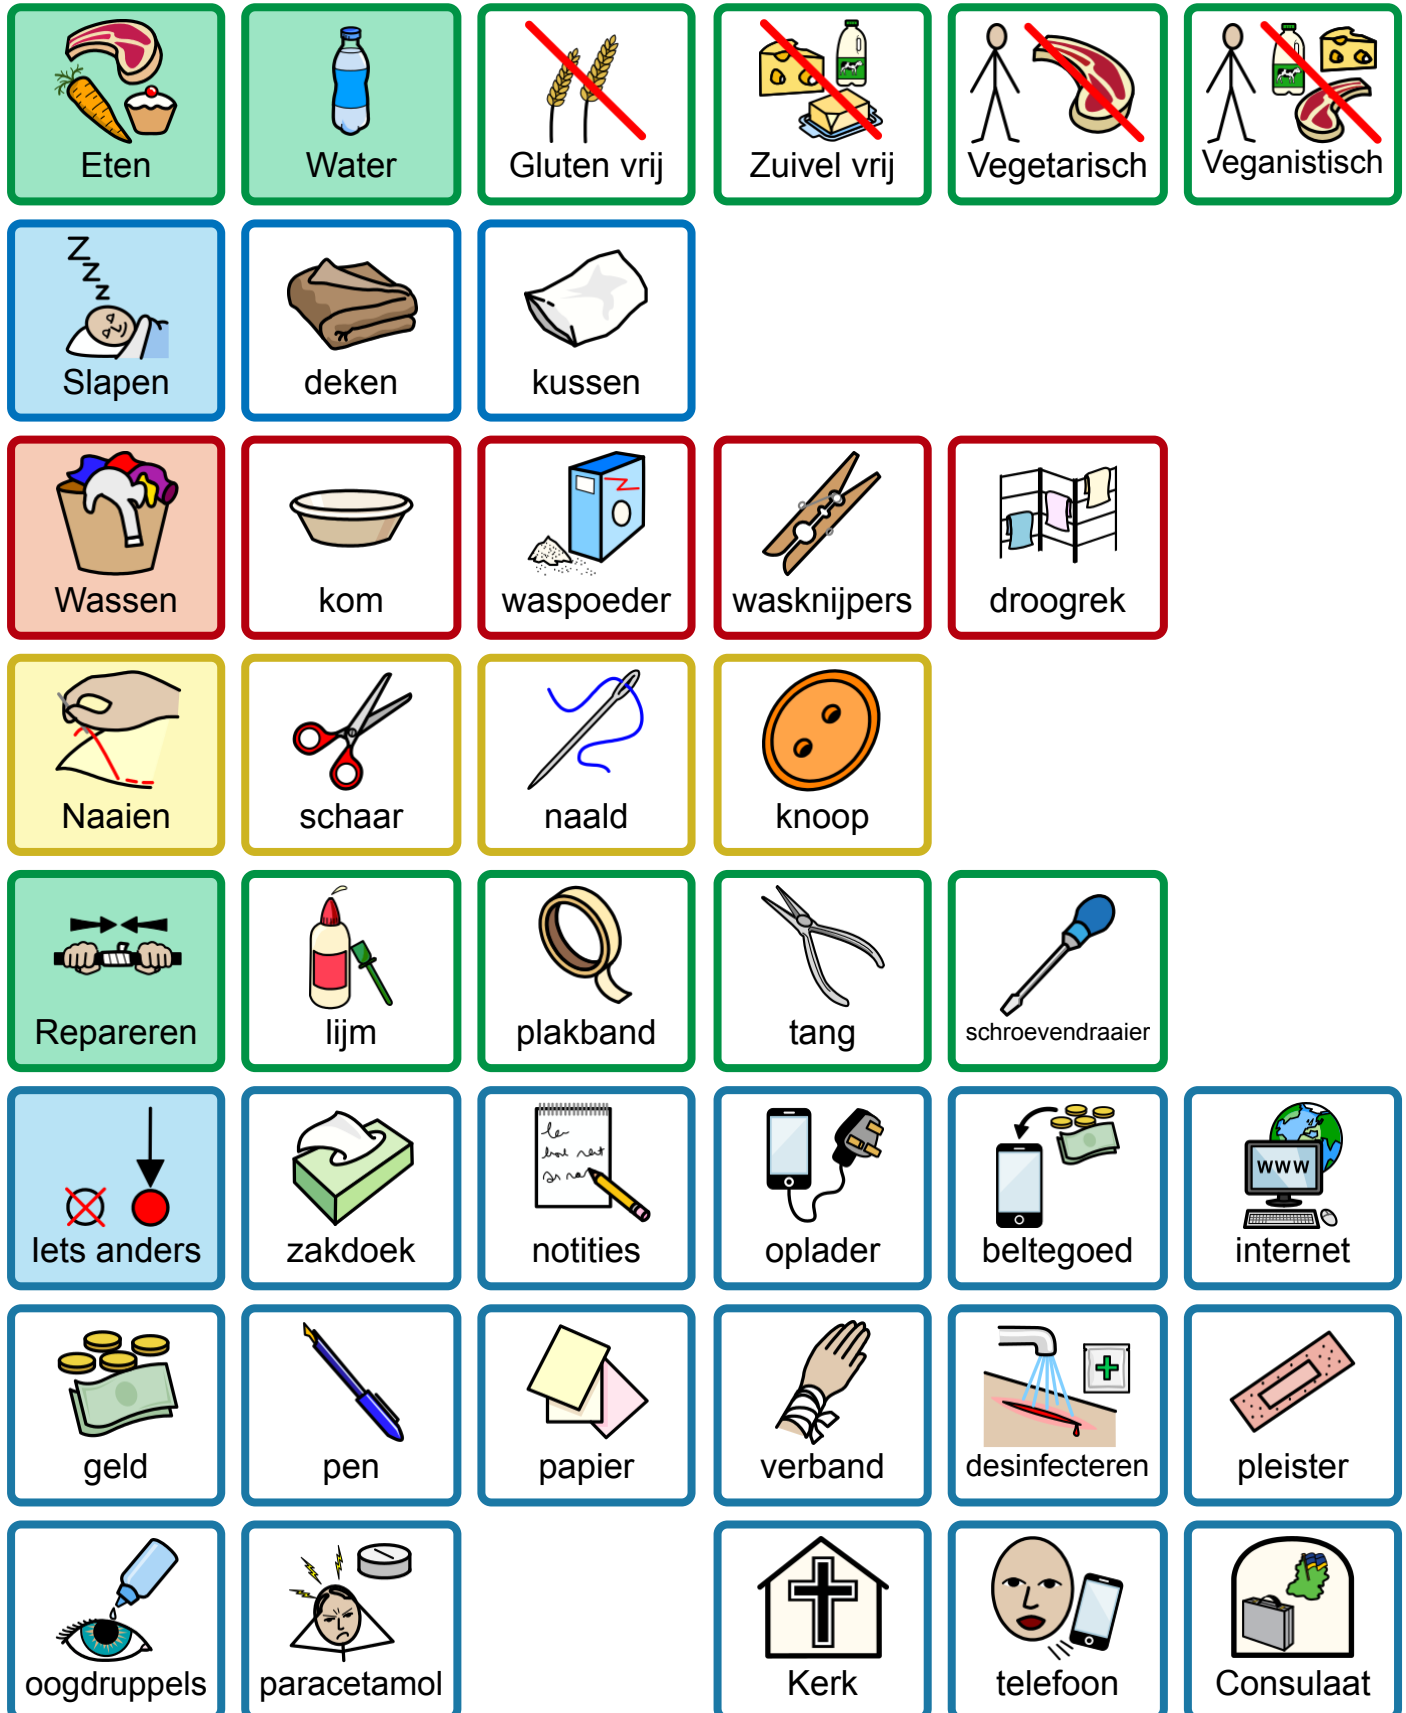 Eten
Water
Gluten vrij
Zuivel vrij
Vegetarisch
Veganistisch
Z
Z
Z
Slapen
deken
kussen
Wassen
kom
waspoeder
wasknijpers
droogrek
Naaien
schaar
naald
knoop
Repareren
lijm
plakband
tang
schroevendraaier
Iets anders
zakdoek
notities
oplader
beltegoed
www
internet
geld
pen
papier
verband
desinfecteren
pleister
oogdruppels
paracetamol
Kerk
telefoon
Consulaat